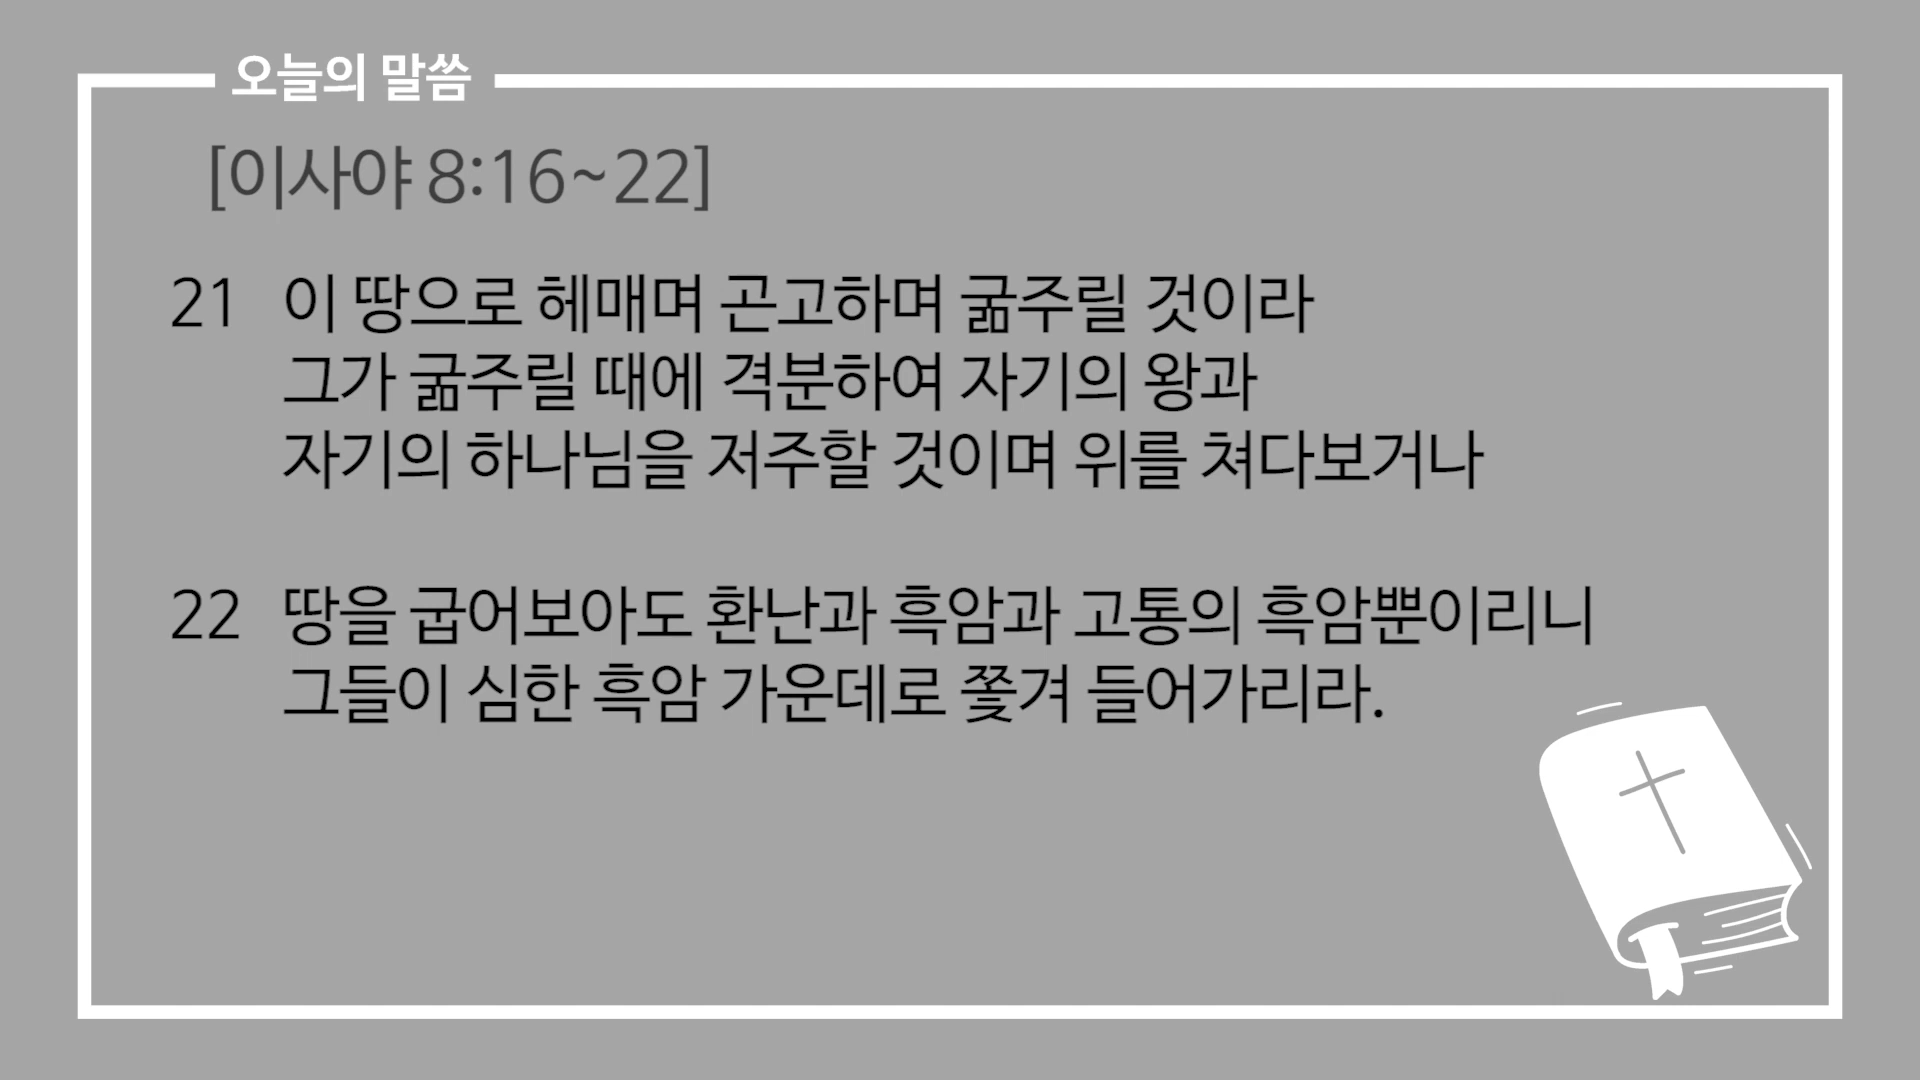 오늘의 말씀
[이사야 8:16~22]
21 이 땅으로 헤매며 곤고하며 굶주릴 것이라
그가 굶주릴 때에 격분하여 자기의 왕과
자기의 하나님을 저주할 것이며 위를 쳐다보거나
22 땅을 굽어보아도 환난과 흑암과 고통의 흑암뿐이리니
그들이 심한 흑암 가운데로 쫓겨 들어가리라.